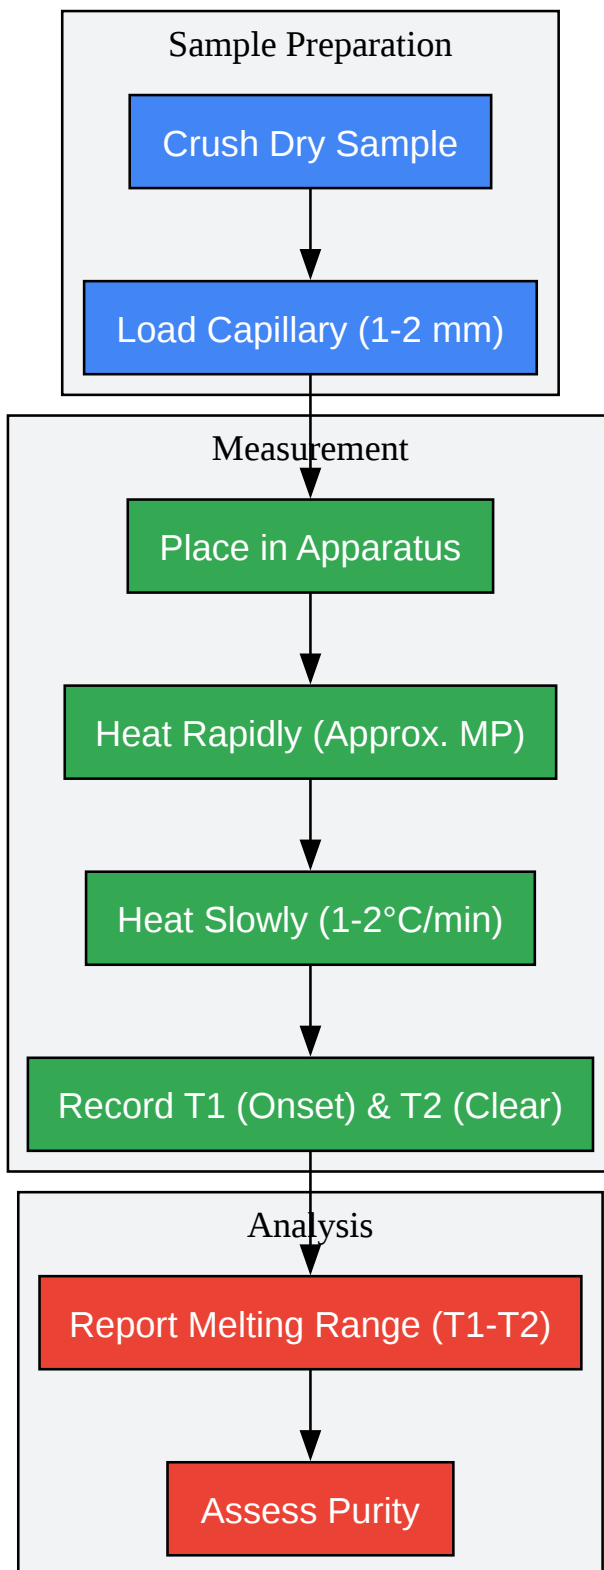 Sample Preparation
Crush Dry Sample
Load Capillary (1-2 mm)
Measurement
Place in Apparatus
Heat Rapidly (Approx. MP)
Heat Slowly (1-2°C/min)
Record T1 (Onset) & T2 (Clear)
Analysis
Report Melting Range (T1-T2)
Assess Purity